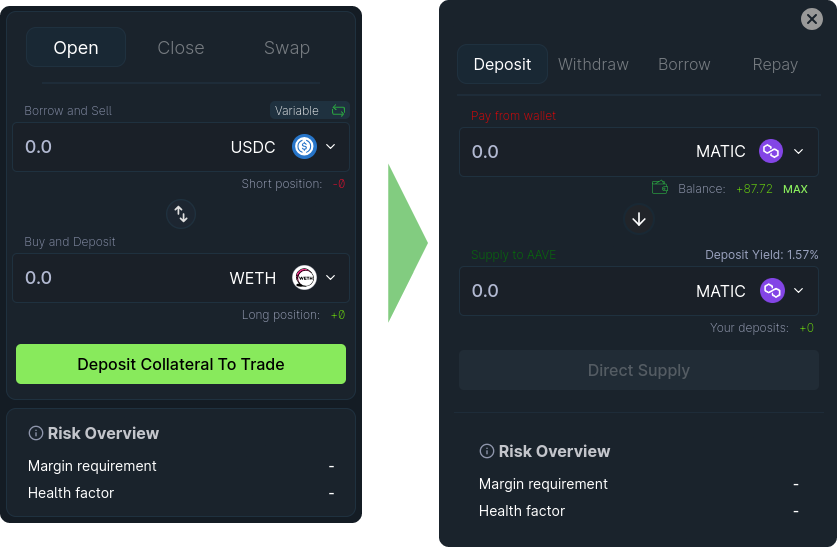 Open Close Swap
Borrow and Sell Variable
0.0 USDC
Short position: -0
Buy and Deposit
0.0 WETH WETH
Long position: +0
Deposit Collateral To Trade
Risk Overview
Margin requirement -
Health factor -
Deposit Withdraw Borrow Repay
Pay from wallet
0.0 MATIC
Balance: +87.72 MAX
Supply to AAVE Deposit Yield: 1.57%
0.0 MATIC
Your deposits: +0
Direct Supply
Risk Overview
Margin requirement -
Health factor -